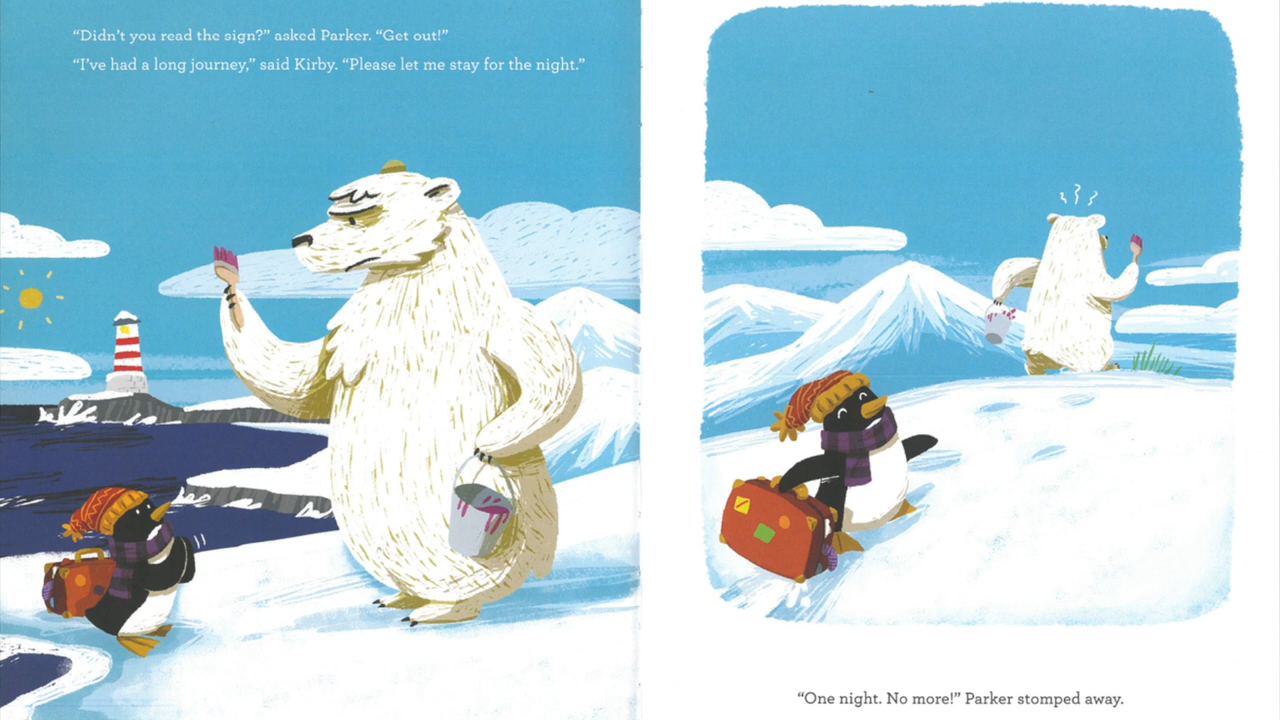 “Didn’t you read the sign?” asked Parker. “Get out!”
“I’ve had a long journey,” said Kirby. “Please let me stay for the night.”
“One night. No more!” Parker stomped away.